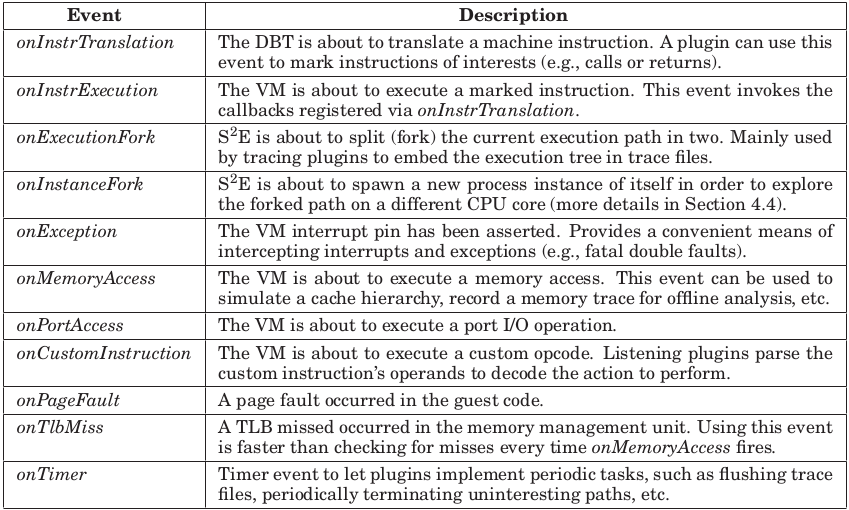 Event Description
onInstrTranslation The DBT is about to translate a machine instruction. A plugin can use this
event to mark instructions of interests (e.g., calls or returns).
onInstrExecution The VM is about to execute a marked instruction. This event invokes the
callbacks registered via onInstrTranslation.
onExecutionFork S²E is about to split (fork) the current execution path in two. Mainly used
by tracing plugins to embed the execution tree in trace files.
onInstanceFork S²E is about to spawn a new process instance of itself in order to explore
the forked path on a different CPU core (more details in Section 4.4).
onException The VM interrupt pin has been asserted. Provides a convenient means of
intercepting interrupts and exceptions (e.g., fatal double faults).
onMemoryAccess The VM is about to execute a memory access. This event can be used to
simulate a cache hierarchy, record a memory trace for offline analysis, etc.
onPortAccess The VM is about to execute a port I/O operation.
onCustomInstruction The VM is about to execute a custom opcode. Listening plugins parse the
custom instruction's operands to decode the action to perform.
onPageFault A page fault occurred in the guest code.
onTlbMiss A TLB missed occurred in the memory management unit. Using this event
is faster than checking for misses every time onMemoryAccess fires.
onTimer Timer event to let plugins implement periodic tasks, such as flushing trace
files, periodically terminating uninteresting paths, etc.